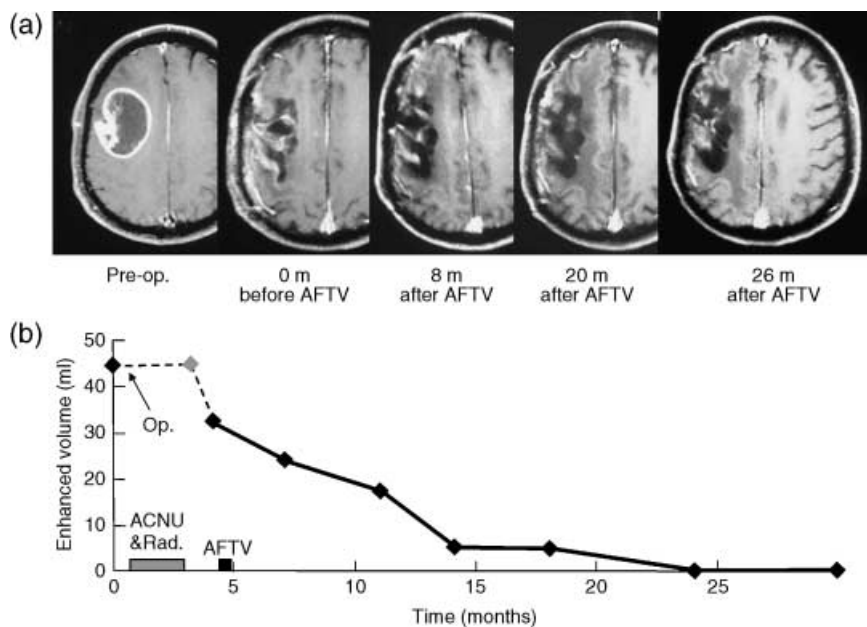 (a)
Pre-op.
0 m
before AFTV
8 m
after AFTV
20 m
after AFTV
26 m
after AFTV
(b)
Enhanced volume (ml)
50
40
30
20
10
0
Op.
ACNU
&Rad.
AFTV
0
5
10
15
20
25
Time (months)